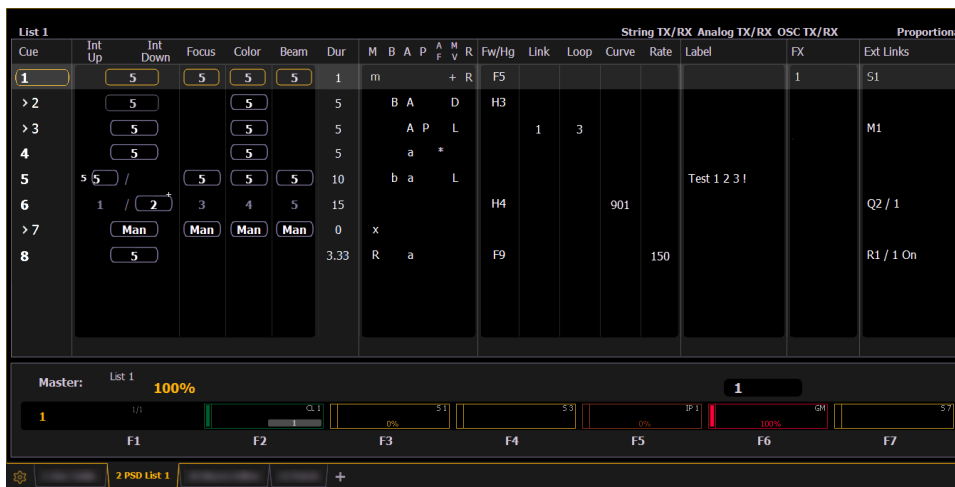 List 1 String TX/RX Analog TX/RX OSC TX/RX Proportiona
Cue Int Up Int Down Focus Color Beam Dur M B A P A F M V R Fw/Hg Link Loop Curve Rate Label FX Ext Links
1 5 5 5 5 1 m + R F5 1 S1
> 2 5 5 5 B A D H3
> 3 5 5 5 A P L 1 3 M1
4 5 5 5 a *
5 5 5 / 5 5 5 10 b a L Test 1 2 3 !
6 1 / 2 + 3 4 5 15 H4 901 Q2 / 1
> 7 Man Man Man Man 0 x
8 5 3.33 R a F9 150 R1 / 1 On
Master: List 1 100% 1
1 1/1 CL 1 1 S 1 0% S 3 IP 1 0% GM 100% S 7
F1 F2 F3 F4 F5 F6 F7
2 PSD List 1 +